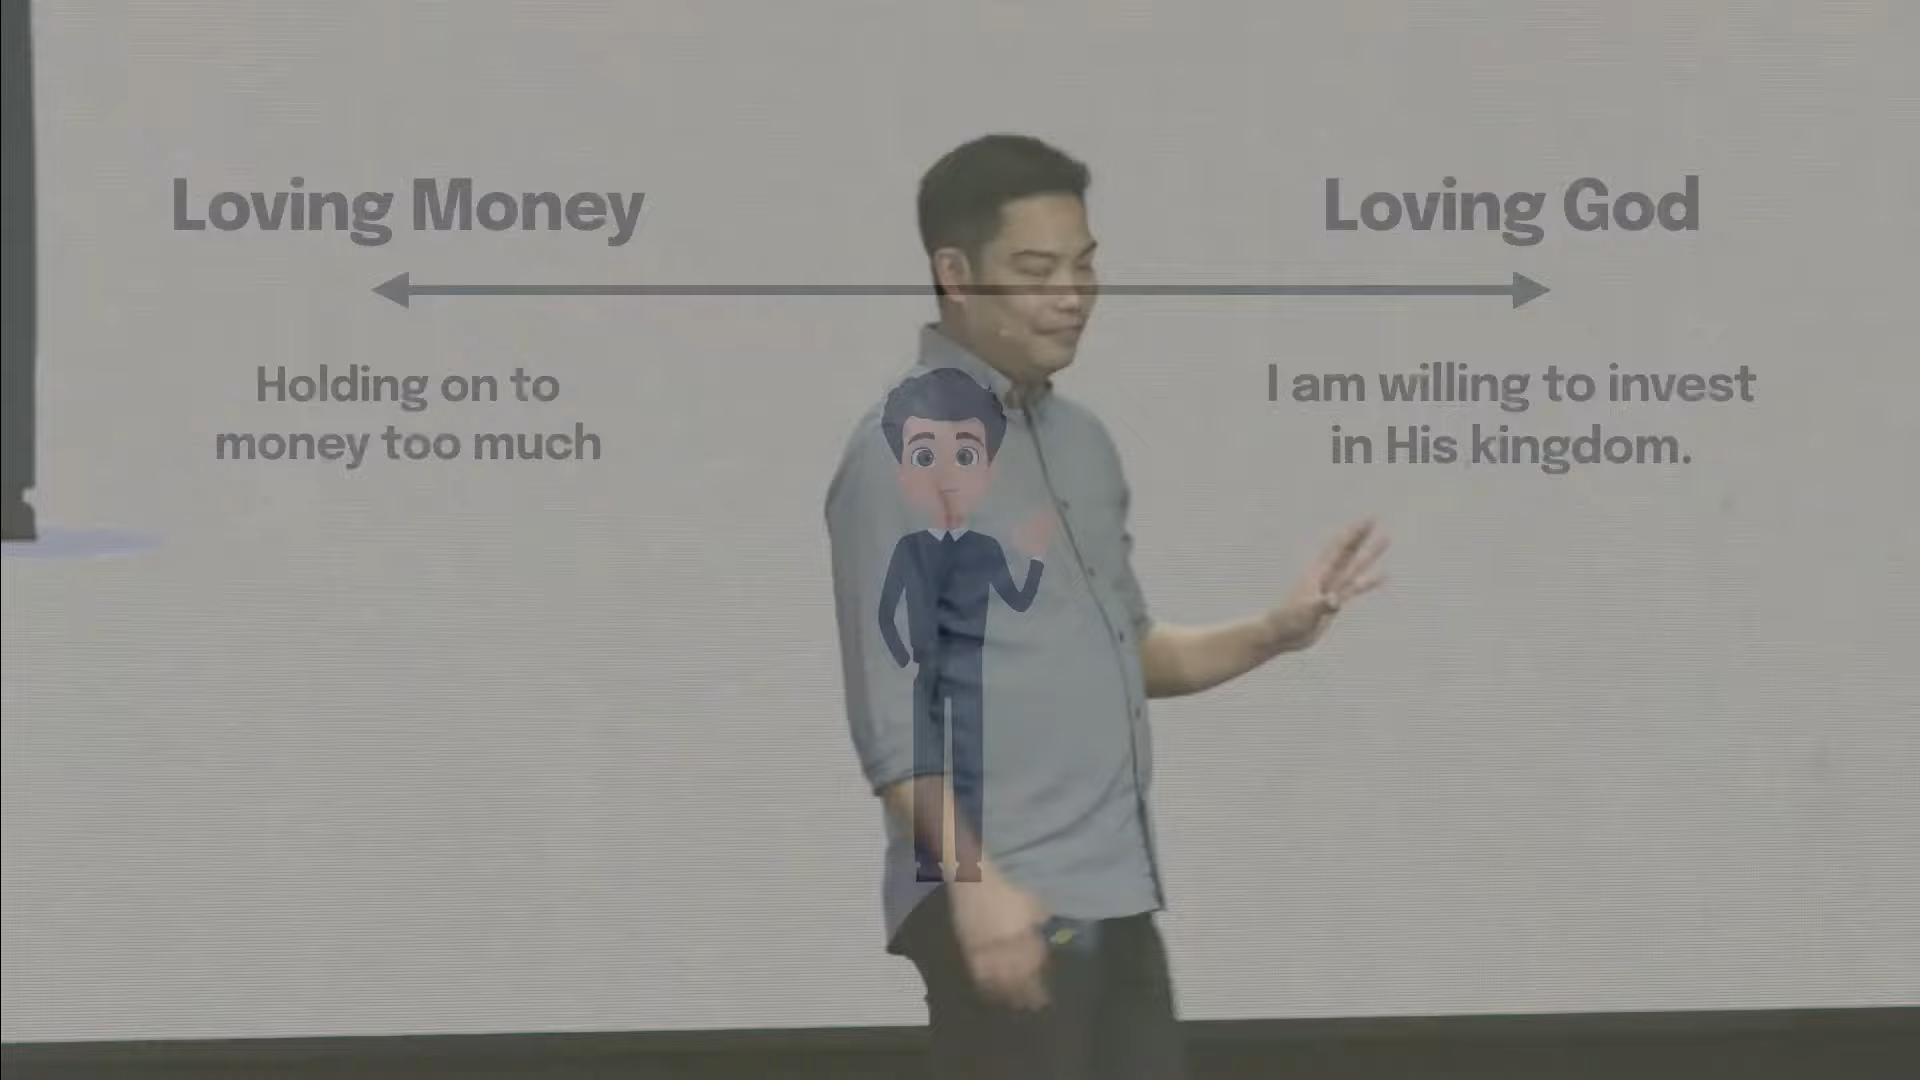 Loving Money
Loving God
Holding on to
money too much
I am willing to invest
in His kingdom.